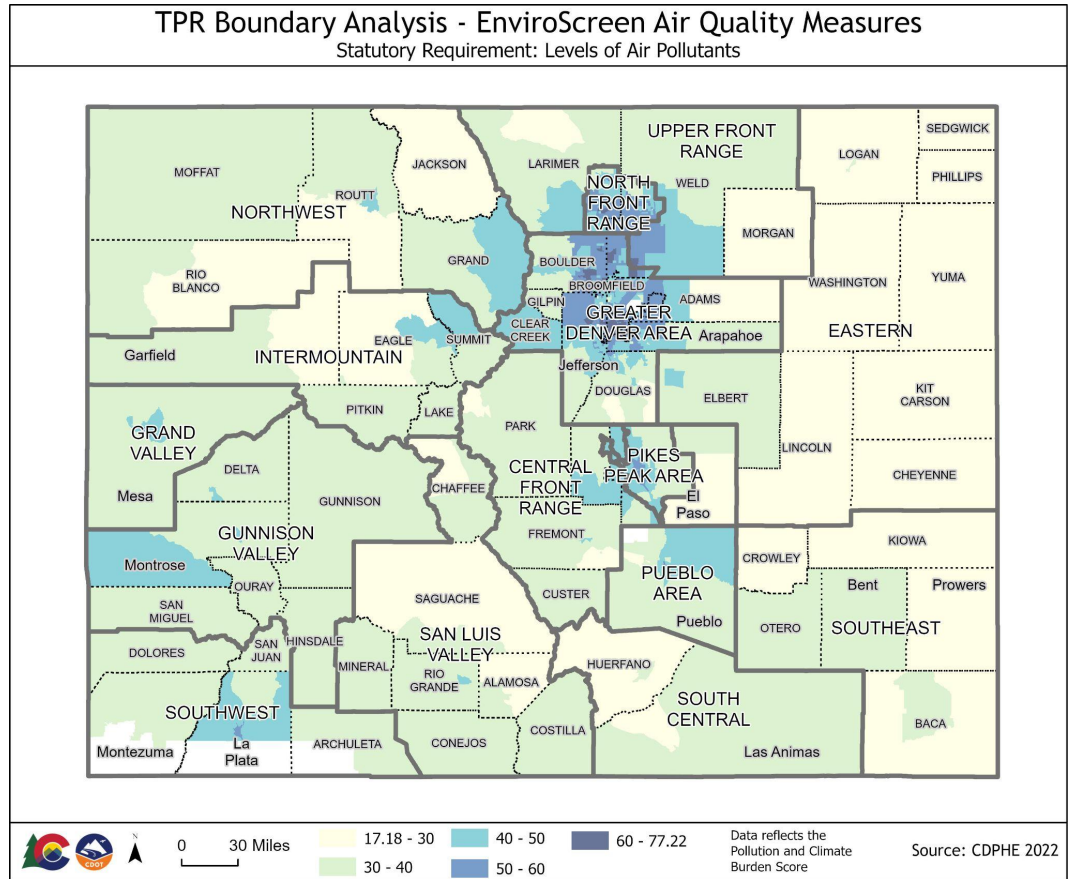 TPR Boundary Analysis - EnviroScreen Air Quality Measures
Statutory Requirement: Levels of Air Pollutants
UPPER FRONT
RANGE
SEDGWICK
LOGAN
JACKSON
LARIMER
MOFFAT
PHILLIPS
NORTH
FRONT
RANGE
WELD
ROUTT
NORTHWEST
MORGAN
GRAND
BOULDER
RIO
BLANCO
WASHINGTON
YUMA
BROOMFIELD
GILPIN
ADAMS
GREATER
DENVER AREA
CLEAR
CREEK
Arapahoe
EASTERN
EAGLE
SUMMIT
Garfield
INTERMOUNTAIN
Jefferson
DOUGLAS
ELBERT
KIT
CARSON
PITKIN
LAKE
PARK
GRAND
VALLEY
LINCOLN
DELTA
PIKES
PEAK AREA
CENTRAL
FRONT
RANGE
CHEYENNE
Mesa
GUNNISON
CHAFFEE
El
Paso
GUNNISON
VALLEY
FREMONT
KIOWA
Montrose
CROWLEY
PUEBLO
AREA
OURAY
CUSTER
Bent
Prowers
SAGUACHE
SAN
MIGUEL
Pueblo
OTERO
SOUTHEAST
SAN LUIS
VALLEY
SAN
JUAN
HINSDALE
DOLORES
MINERAL
HUERFANO
RIO
GRANDE
ALAMOSA
SOUTH
CENTRAL
SOUTHWEST
BACA
COSTILLA
Montezuma
La
Plata
ARCHULETA
CONEJOS
Las Animas
C
CDOT
N
0 30 Miles
17.18 - 30
30 - 40
40 - 50
50 - 60
60 - 77.22
Data reflects the
Pollution and Climate
Burden Score
Source: CDPHE 2022